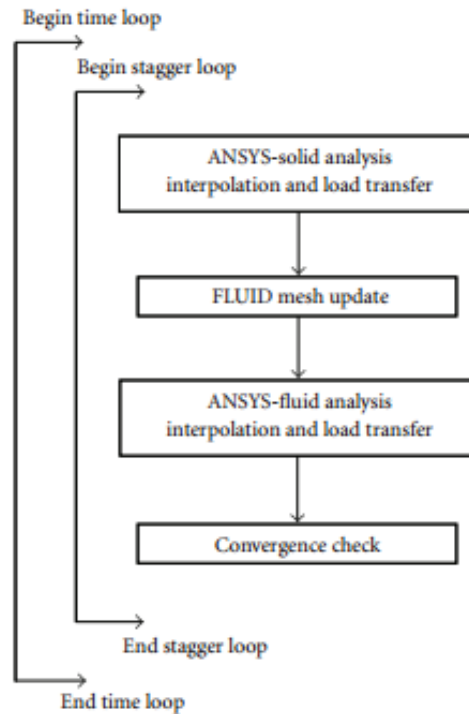 Begin time loop
Begin stagger loop
ANSYS-solid analysis
interpolation and load transfer
FLUID mesh update
ANSYS-fluid analysis
interpolation and load transfer
Convergence check
End stagger loop
End time loop